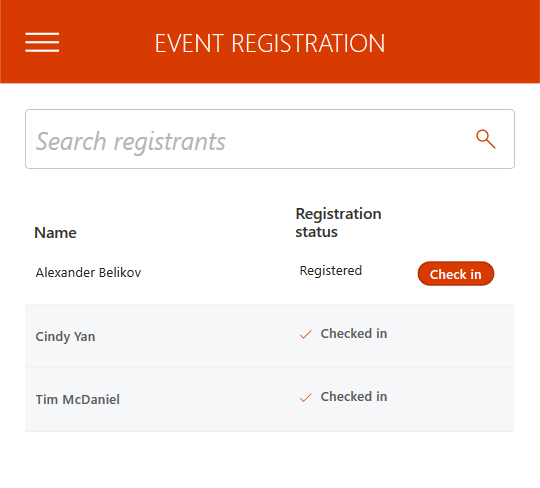 EVENT REGISTRATION
Search registrants
Name
Registration
status
Alexander Belikov
Registered
Check in
Cindy Yan
Checked in
Tim McDaniel
Checked in